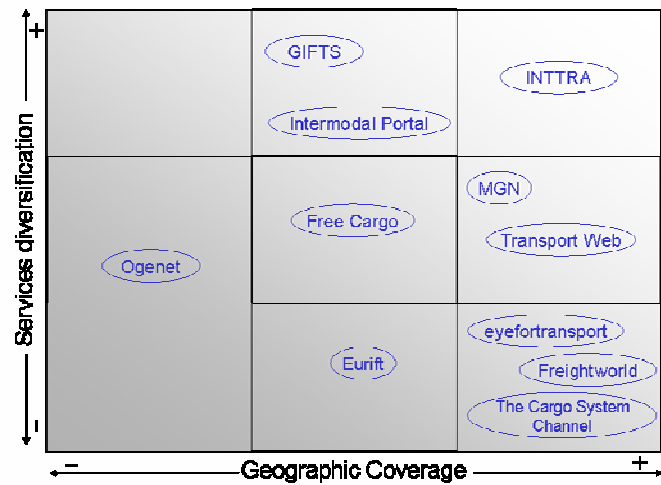 +
GIFTS
INTTRA
Intermodal Portal
MGN
Free Cargo
Transport Web
Ogenet
eyefortransport
Eurift
Freightworld
The Cargo System
Channel
Services diversification
-
-
Geographic Coverage
+